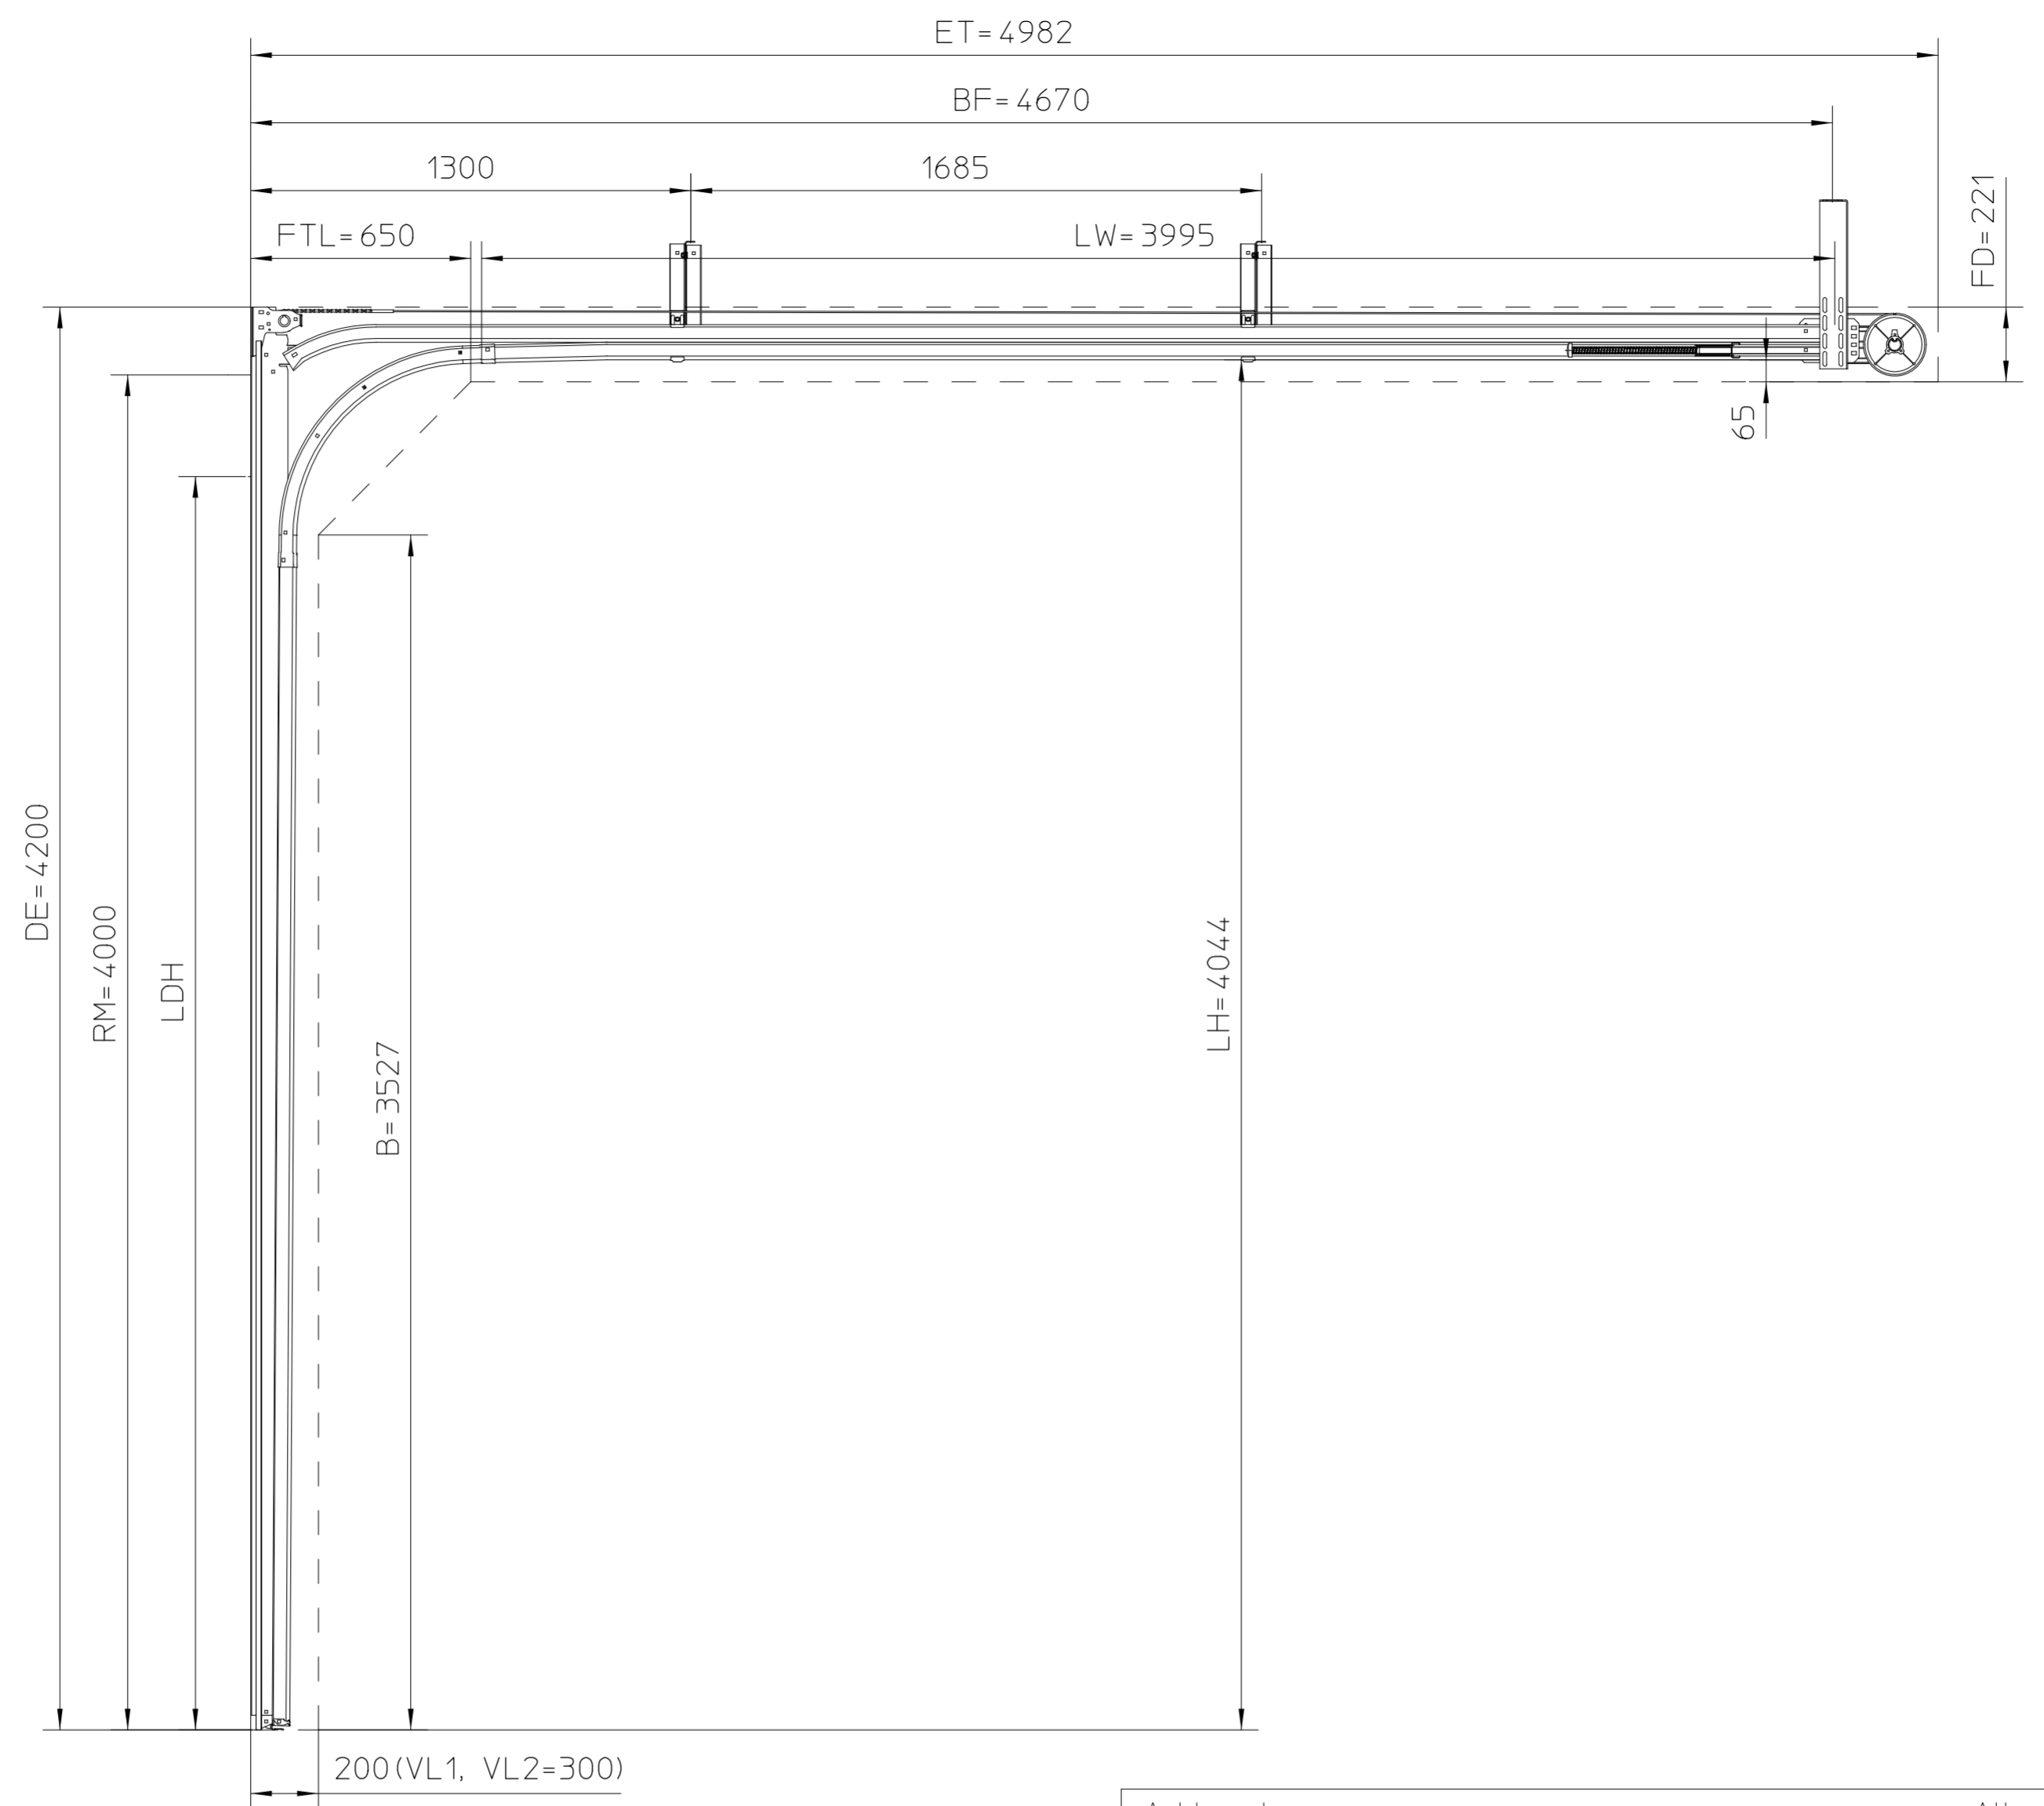 ET=4982
BF=4670
1300
1685
FTL=650
LW=3995
FD=221
65
DE=4200
RM=4000
LDH
B=3527
LH=4044
200(VL1, VL2=300)